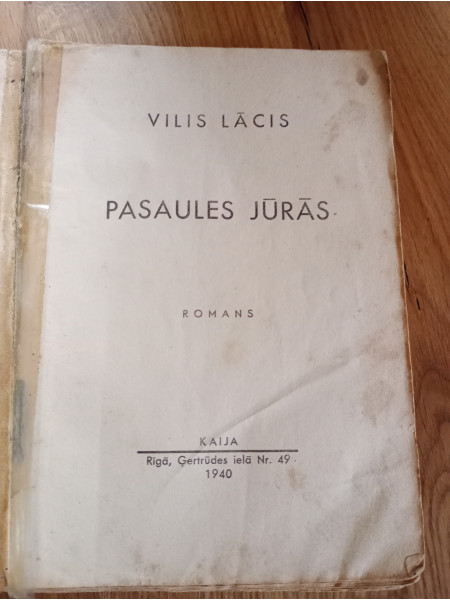 VILIS LĀCIS
PASAULES JŪRĀS
ROMANS
KAIJA
Rīgā, Ģertrūdes ielā Nr. 49
1940